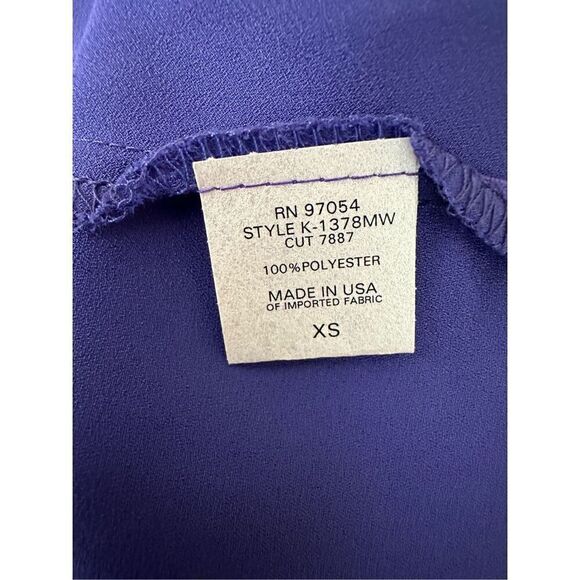 RN 97054
STYLE K-1378MW
CUT 7887
100%POLYESTER
MADE IN USA
OF IMPORTED FABRIC
XS